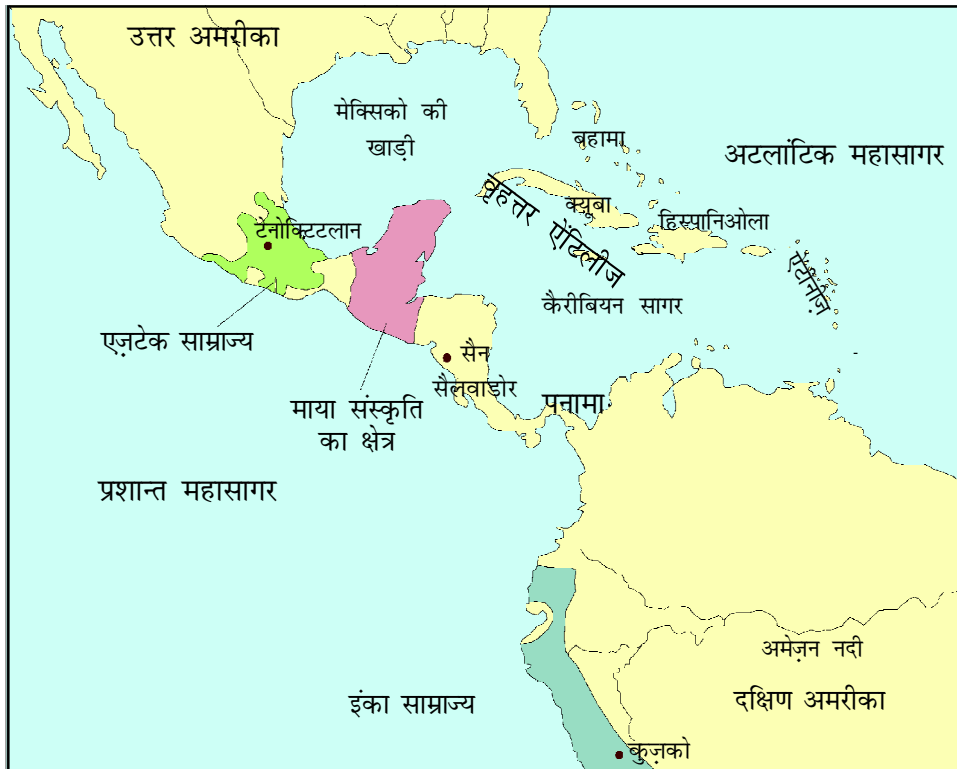 उत्तर अमरीका
मेक्सिको की
खाड़ी
बहामा
अटलांटिक महासागर
वृहत्तर ऐंटिलीज
क्यूबा
हिस्पानिओला
टेनोक्टिटलान
ऐंटीलीज़
कैरीबियन सागर
एज़टेक साम्राज्य
सैन
सैलवाडोर
माया संस्कृति
का क्षेत्र
पनामा
प्रशान्त महासागर
अमेज़न नदी
इंका साम्राज्य
दक्षिण अमरीका
कुज़को